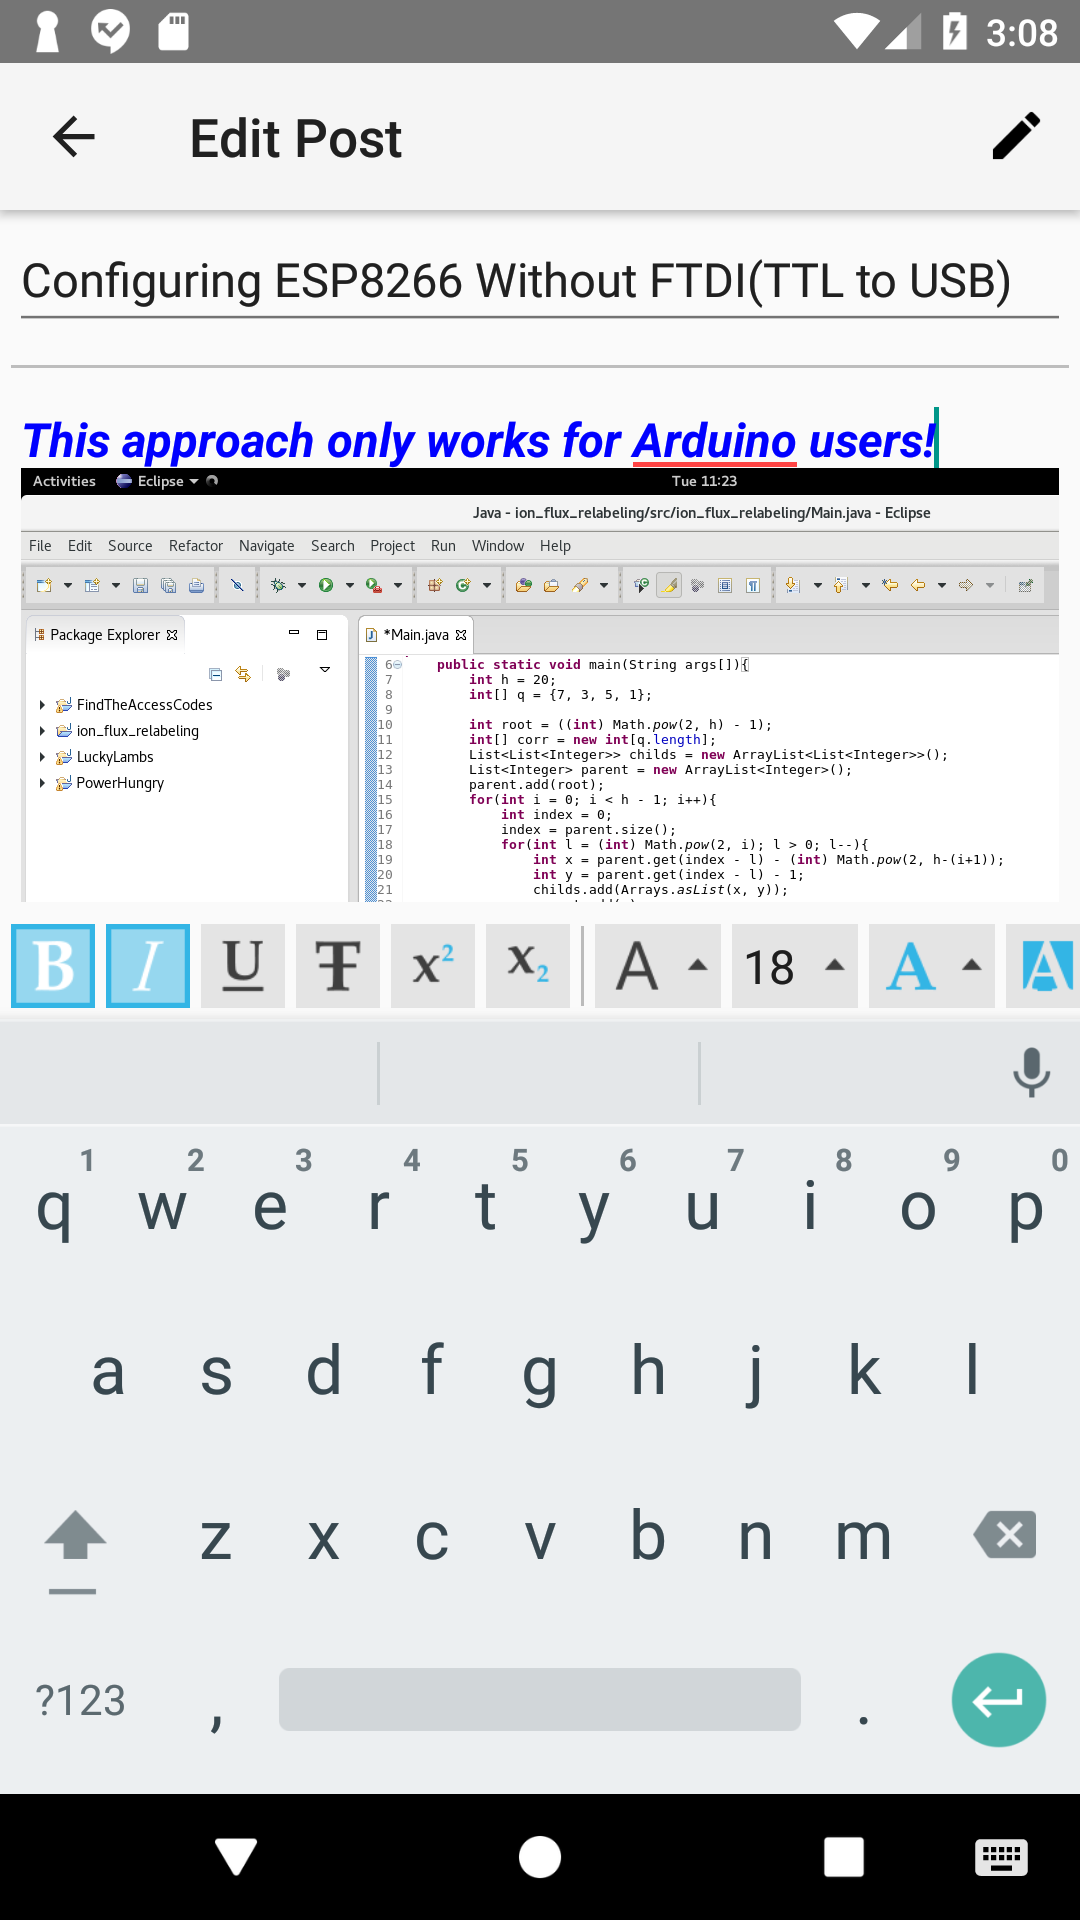 3:08
Edit Post
Configuring ESP8266 Without FTDI(TTL to USB)
This approach only works for Arduino users!
Activities Eclipse Tue 11:23
Java - ion_flux_relabeling/src/ion_flux_relabeling/Main.java - Eclipse
File Edit Source Refactor Navigate Search Project Run Window Help
Package Explorer
FindTheAccessCodes
ion_flux_relabeling
LuckyLambs
PowerHungry
*Main.java
6 public static void main(String args[]){
7 int h = 20;
8 int[] q = {7, 3, 5, 1};
9
10 int root = ((int) Math.pow(2, h) - 1);
11 int[] corr = new int[q.length];
12 List<List<Integer>> childs = new ArrayList<List<Integer>>();
13 List<Integer> parent = new ArrayList<Integer>();
14 parent.add(root);
15 for(int i = 0; i < h - 1; i++){
16 int index = 0;
17 index = parent.size();
18 for(int l = (int) Math.pow(2, i); l > 0; l--){
19 int x = parent.get(index - l) - (int) Math.pow(2, h-(i+1));
20 int y = parent.get(index - l) - 1;
21 childs.add(Arrays.asList(x, y));
B I U T x2 x2 A 18 A A
1 2 3 4 5 6 7 8 9 0
q w e r t y u i o p
a s d f g h j k l
z x c v b n m
?123 , .